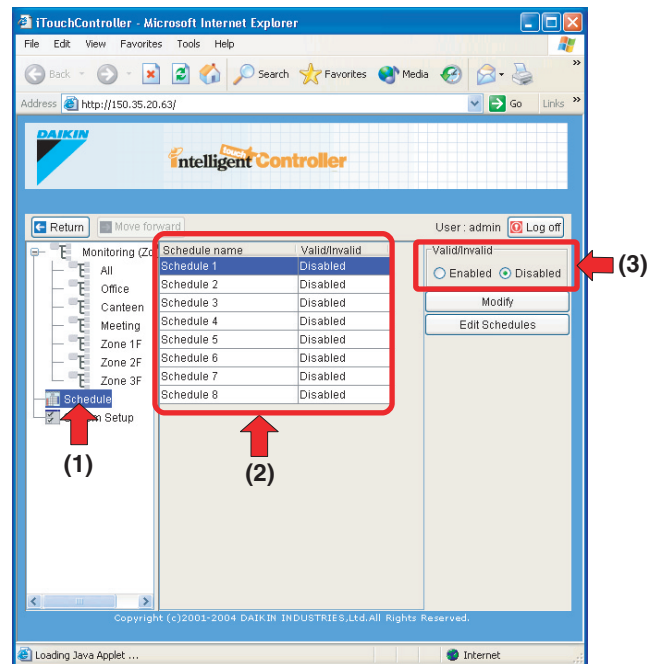 iTouchController - Microsoft Internet Explorer
File Edit View Favorites Tools Help
Back Search Favorites Media
Address http://150.35.20.63/ Go Links
DAIKIN
intelligent Touch Controller
Return Move forward User : admin Log off
Monitoring (Zo
All
Office
Canteen
Meeting
Zone 1F
Zone 2F
Zone 3F
Schedule
m Setup
(1)
Schedule name Valid/Invalid
Schedule 1 Disabled
Schedule 2 Disabled
Schedule 3 Disabled
Schedule 4 Disabled
Schedule 5 Disabled
Schedule 6 Disabled
Schedule 7 Disabled
Schedule 8 Disabled
(2)
Valid/Invalid
Enabled Disabled
(3)
Modify
Edit Schedules
Copyright (c)2001-2004 DAIKIN INDUSTRIES,Ltd.All Rights Reserved.
Loading Java Applet ... Internet